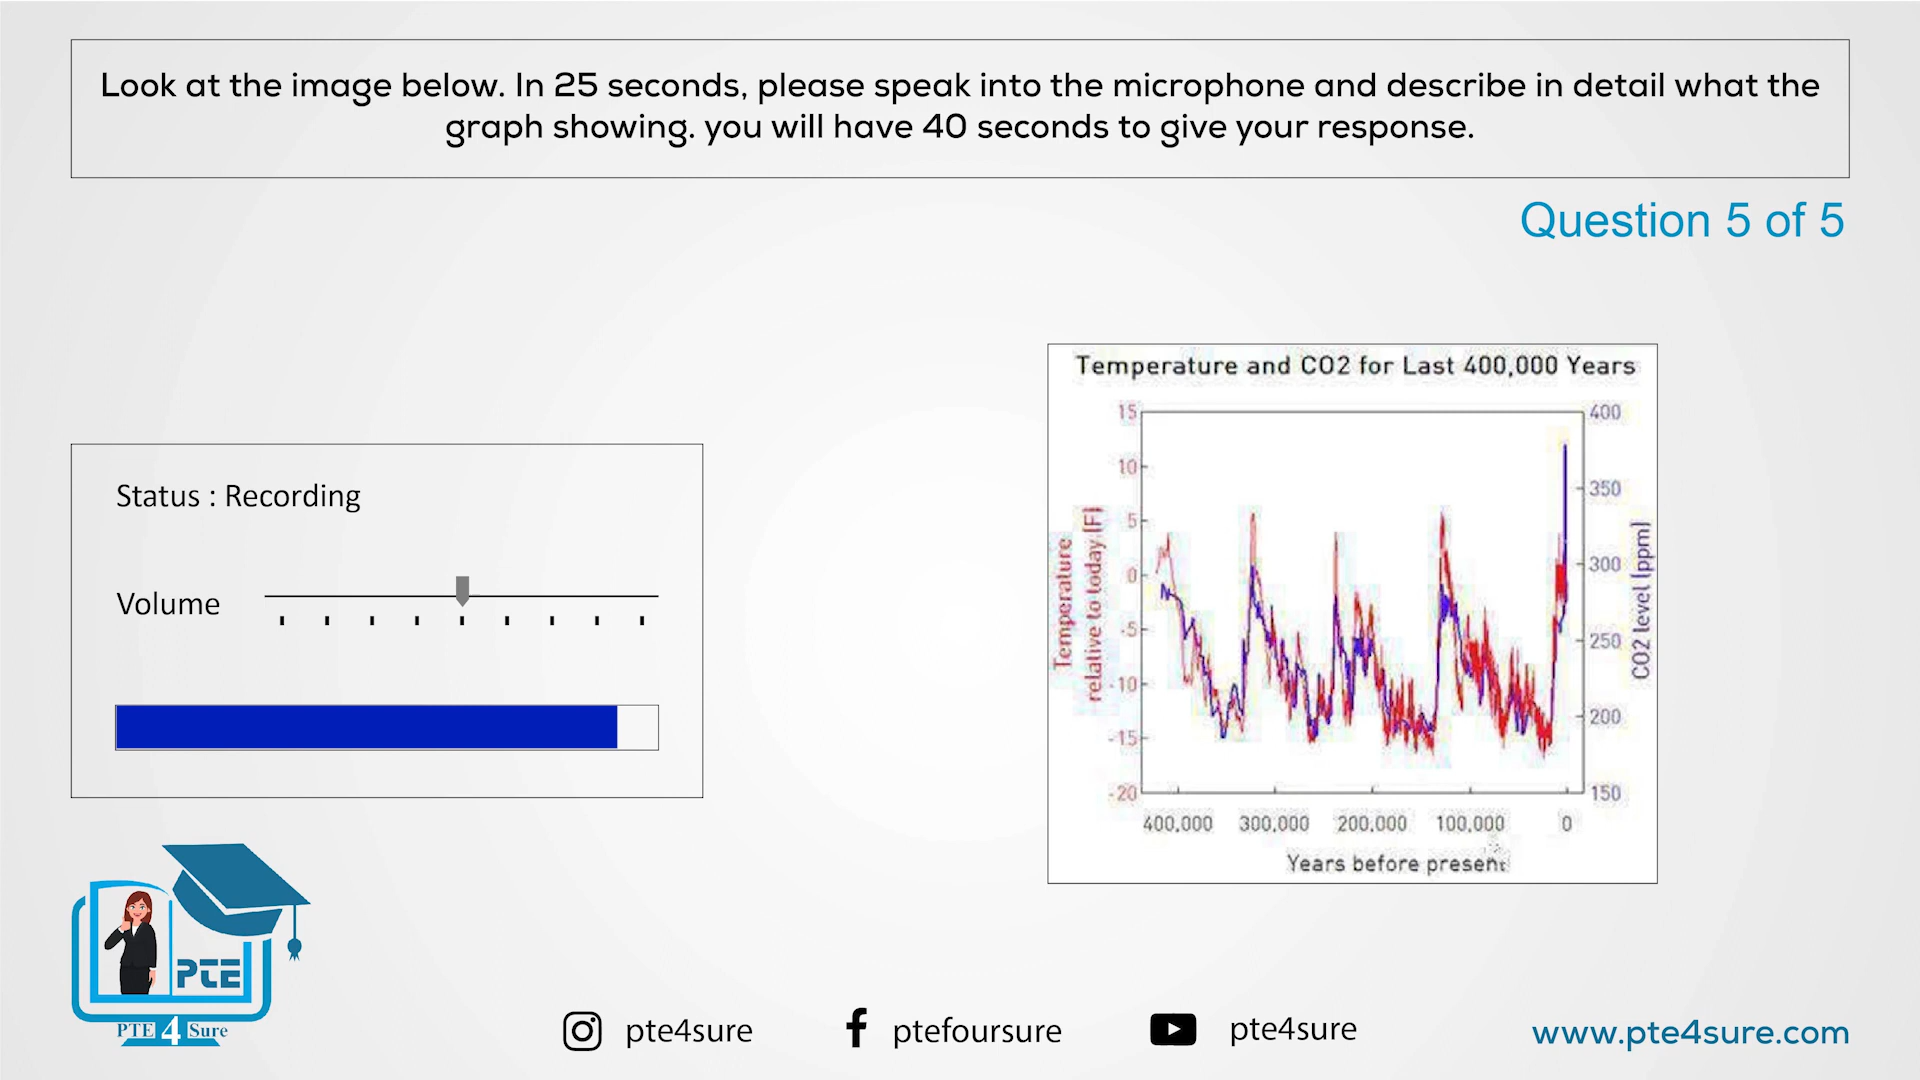 Look at the image below. In 25 seconds, please speak into the microphone and describe in detail what the
graph showing. you will have 40 seconds to give your response.
Question 5 of 5
Status : Recording
Volume
Temperature and CO2 for Last 400,000 Years
15
10
5
0
-5
-10
-15
-20
Temperature
relative to today (F)
400
350
300
250
200
150
CO2 level (ppm)
400,000 300,000 200,000 100,000 0
Years before present
PTE
PTE 4 Sure
pte4sure
ptefoursure
pte4sure
www.pte4sure.com